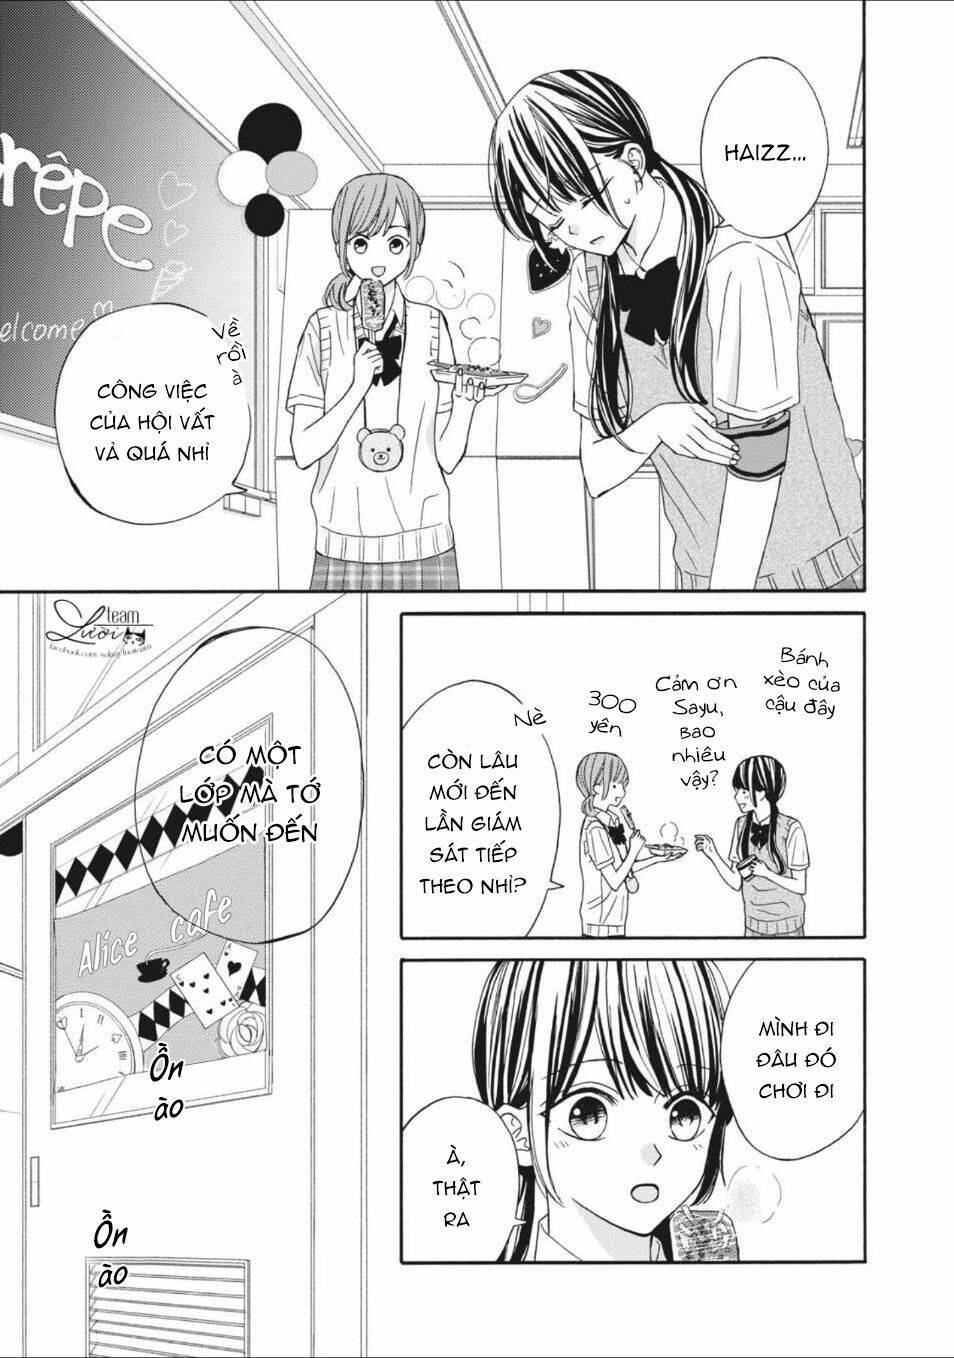 HAIZZ...
rêpe
elcome
Về
rồi
à
CÔNG VIỆC
CỦA HỘI VẤT
VẢ QUÁ NHỈ
Bánh
xèo của
cậu đây
Cảm ơn
Sayu,
Bao
nhiêu
vậy?
300
yên
Nè
CÒN LÂU
MỚI ĐẾN
LẦN GIÁM
SÁT TIẾP
THEO NHỈ?
MÌNH ĐI
ĐÂU ĐÓ
CHƠI ĐI
À,
THẬT
RA
team
Lười
CÓ MỘT
LỚP MÀ TỚ
MUỐN ĐẾN
Alice cafe
Ồn
ào
Ồn
ào